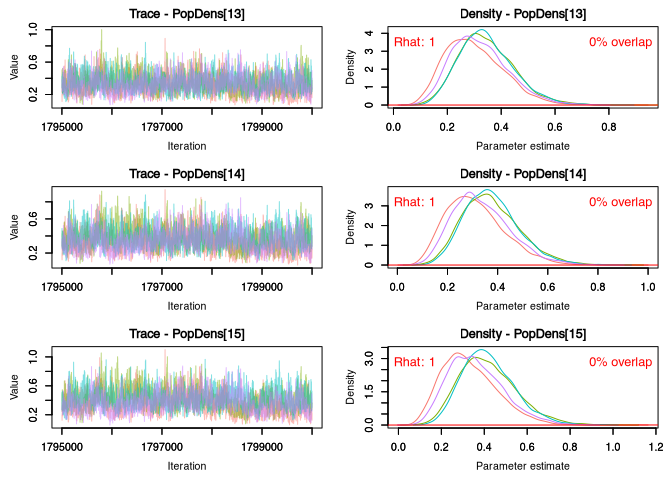 Trace - PopDens[13]
Value
0.2
0.6
1.0
1795000
1797000
1799000
Iteration
Density - PopDens[13]
Density
0
1
2
3
4
Rhat: 1
0% overlap
0.0
0.2
0.4
0.6
0.8
Parameter estimate
Trace - PopDens[14]
Value
0.2
0.6
1795000
1797000
1799000
Iteration
Density - PopDens[14]
Density
0
1
2
3
Rhat: 1
0% overlap
0.0
0.2
0.4
0.6
0.8
1.0
Parameter estimate
Trace - PopDens[15]
Value
0.2
0.6
1.0
1795000
1797000
1799000
Iteration
Density - PopDens[15]
Density
0.0
1.5
3.0
Rhat: 1
0% overlap
0.0
0.2
0.4
0.6
0.8
1.0
1.2
Parameter estimate